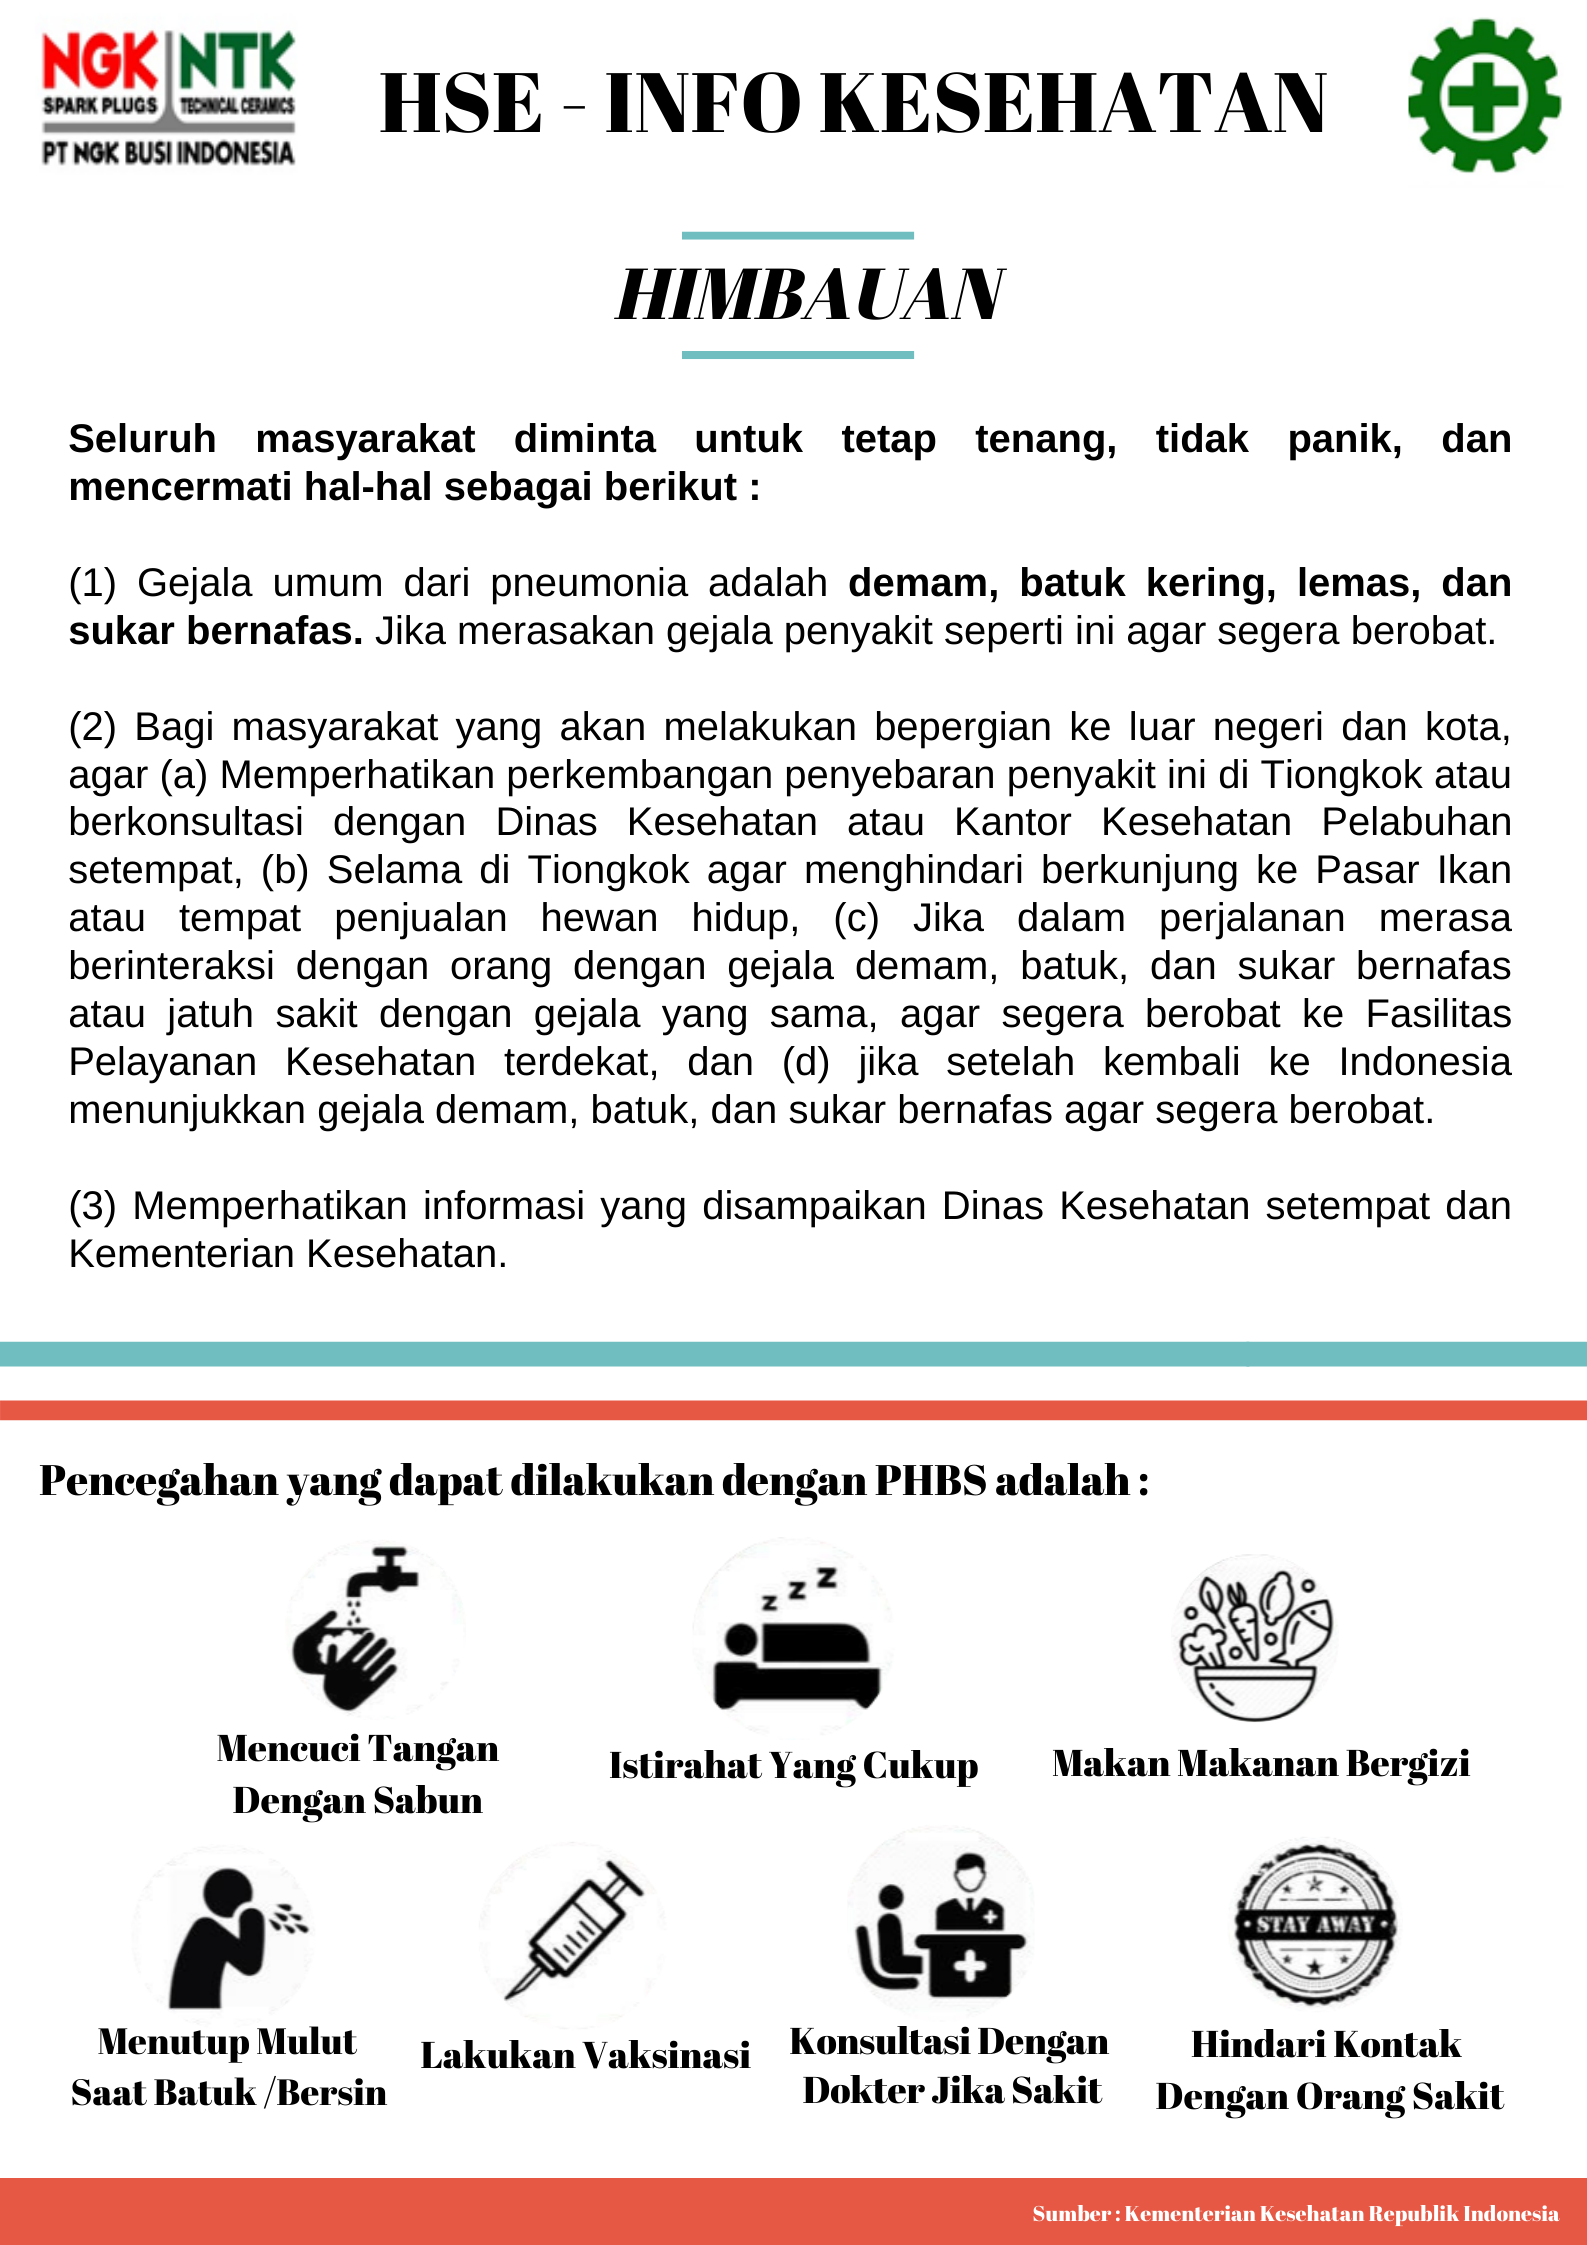 NGK NTK
SPARK PLUGS TECHNICAL CERAMICS
PT NGK BUSI INDONESIA
HSE - INFO KESEHATAN
HIMBAUAN
Seluruh masyarakat diminta untuk tetap tenang, tidak panik, dan
mencermati hal-hal sebagai berikut :
(1) Gejala umum dari pneumonia adalah demam, batuk kering, lemas, dan
sukar bernafas. Jika merasakan gejala penyakit seperti ini agar segera berobat.
(2) Bagi masyarakat yang akan melakukan bepergian ke luar negeri dan kota,
agar (a) Memperhatikan perkembangan penyebaran penyakit ini di Tiongkok atau
berkonsultasi dengan Dinas Kesehatan atau Kantor Kesehatan Pelabuhan
setempat, (b) Selama di Tiongkok agar menghindari berkunjung ke Pasar Ikan
atau tempat penjualan hewan hidup, (c) Jika dalam perjalanan merasa
berinteraksi dengan orang dengan gejala demam, batuk, dan sukar bernafas
atau jatuh sakit dengan gejala yang sama, agar segera berobat ke Fasilitas
Pelayanan Kesehatan terdekat, dan (d) jika setelah kembali ke Indonesia
menunjukkan gejala demam, batuk, dan sukar bernafas agar segera berobat.
(3) Memperhatikan informasi yang disampaikan Dinas Kesehatan setempat dan
Kementerian Kesehatan.
Pencegahan yang dapat dilakukan dengan PHBS adalah :
z z z
Mencuci Tangan
Dengan Sabun
Istirahat Yang Cukup
Makan Makanan Bergizi
STAY AWAY
Menutup Mulut
Saat Batuk /Bersin
Lakukan Vaksinasi
Konsultasi Dengan
Dokter Jika Sakit
Hindari Kontak
Dengan Orang Sakit
Sumber : Kementerian Kesehatan Republik Indonesia